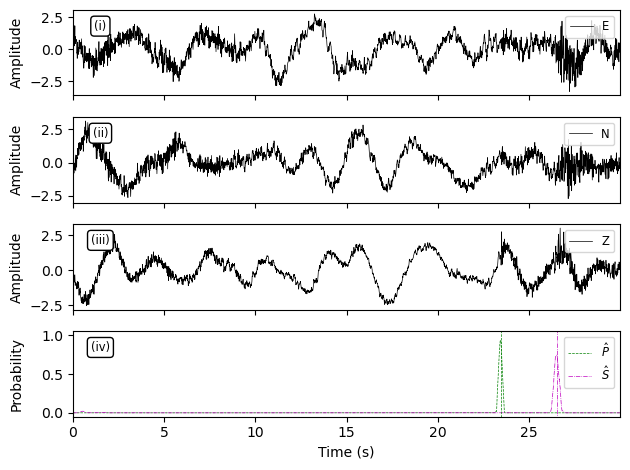 Amplitude
2.5
0.0
−2.5
(i)
E
Amplitude
2.5
0.0
−2.5
(ii)
N
Amplitude
2.5
0.0
−2.5
(iii)
Z
Probability
1.0
0.5
0.0
(iv)
P̂
Ŝ
0 5 10 15 20 25
Time (s)